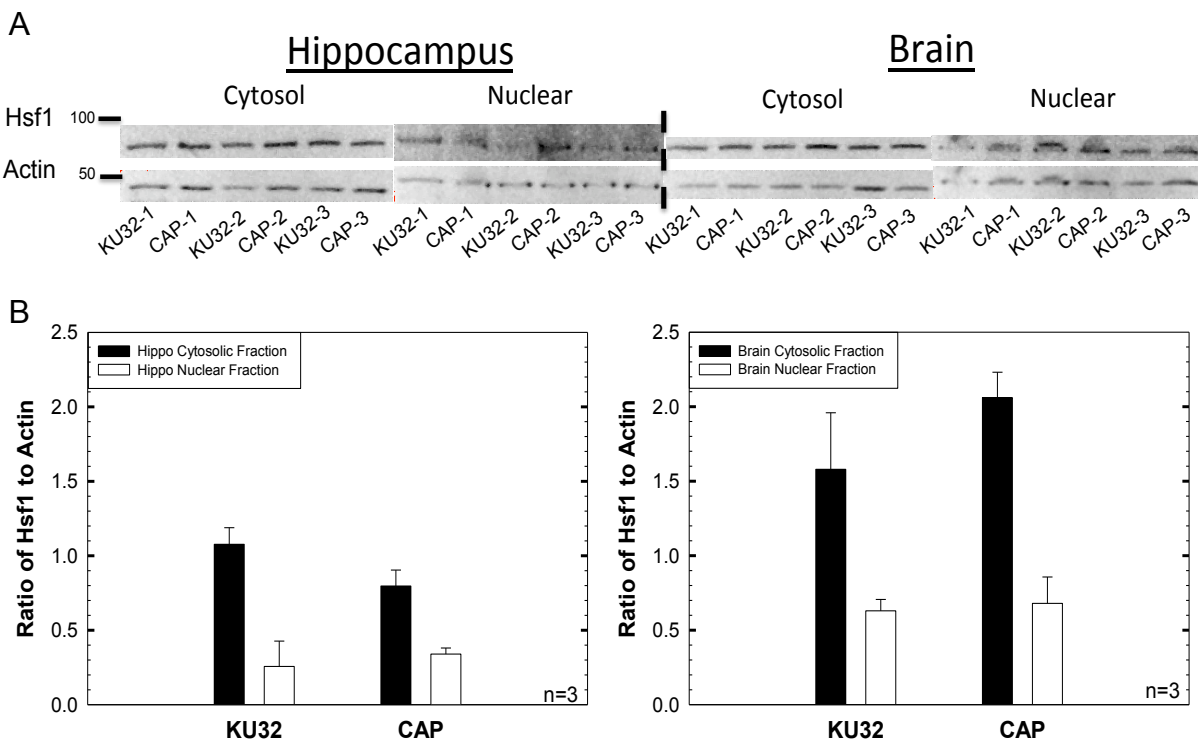 A
Hippocampus Brain
Cytosol Nuclear Cytosol Nuclear
Hsf1 100
Actin 50
KU32-1 CAP-1 KU32-2 CAP-2 KU32-3 CAP-3 KU32-1 CAP-1 KU32-2 CAP-2 KU32-3 CAP-3 KU32-1 CAP-1 KU32-2 CAP-2 KU32-3 CAP-3 KU32-1 CAP-1 KU32-2 CAP-2 KU32-3 CAP-3
B
Ratio of Hsf1 to Actin
2.5
2.0
1.5
1.0
0.5
0.0
Hippo Cytosolic Fraction
Hippo Nuclear Fraction
n=3
KU32 CAP
Ratio of Hsf1 to Actin
2.5
2.0
1.5
1.0
0.5
0.0
Brain Cytosolic Fraction
Brain Nuclear Fraction
n=3
KU32 CAP